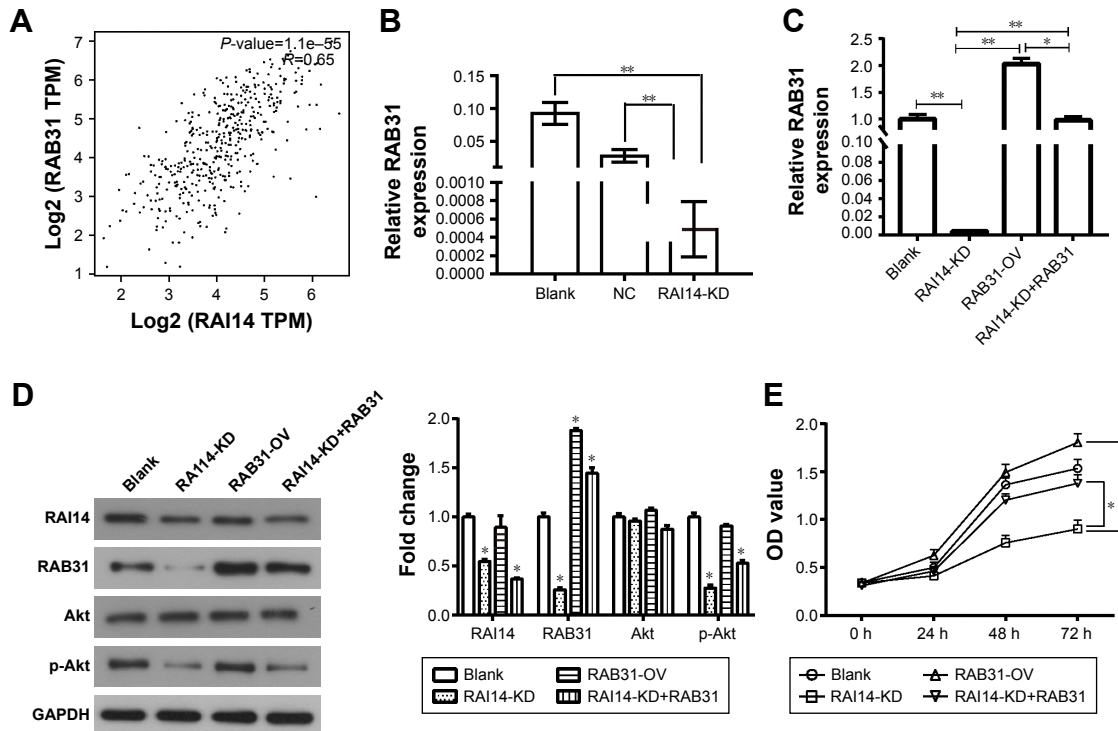 A
P-value=1.1e–55
R=0.65
7
6
5
4
3
2
1
Log2 (RAB31 TPM)
2 3 4 5 6
Log2 (RAI14 TPM)
B
**
**
0.15
0.10
0.05
0.0010
0.0008
0.0006
0.0004
0.0002
0.0000
Relative RAB31
expression
Blank NC RAI14-KD
C
**
** *
**
2.5
2.0
1.5
1.0
0.10
0.08
0.06
0.04
0.02
0.00
Relative RAB31
expression
Blank
RAI14-KD
RAB31-OV
RAI14-KD+RAB31
D
Blank
RA114-KD
RAB31-OV
RAI14-KD+RAB31
RAI14
RAB31
Akt
p-Akt
GAPDH
2.0
1.5
1.0
0.5
0.0
Fold change
* * * * * * *
RAI14 RAB31 Akt p-Akt
Blank RAB31-OV
RAI14-KD RAI14-KD+RAB31
E
2.0
1.5
1.0
0.5
0.0
OD value
*
0 h 24 h 48 h 72 h
Blank RAB31-OV
RAI14-KD RAI14-KD+RAB31